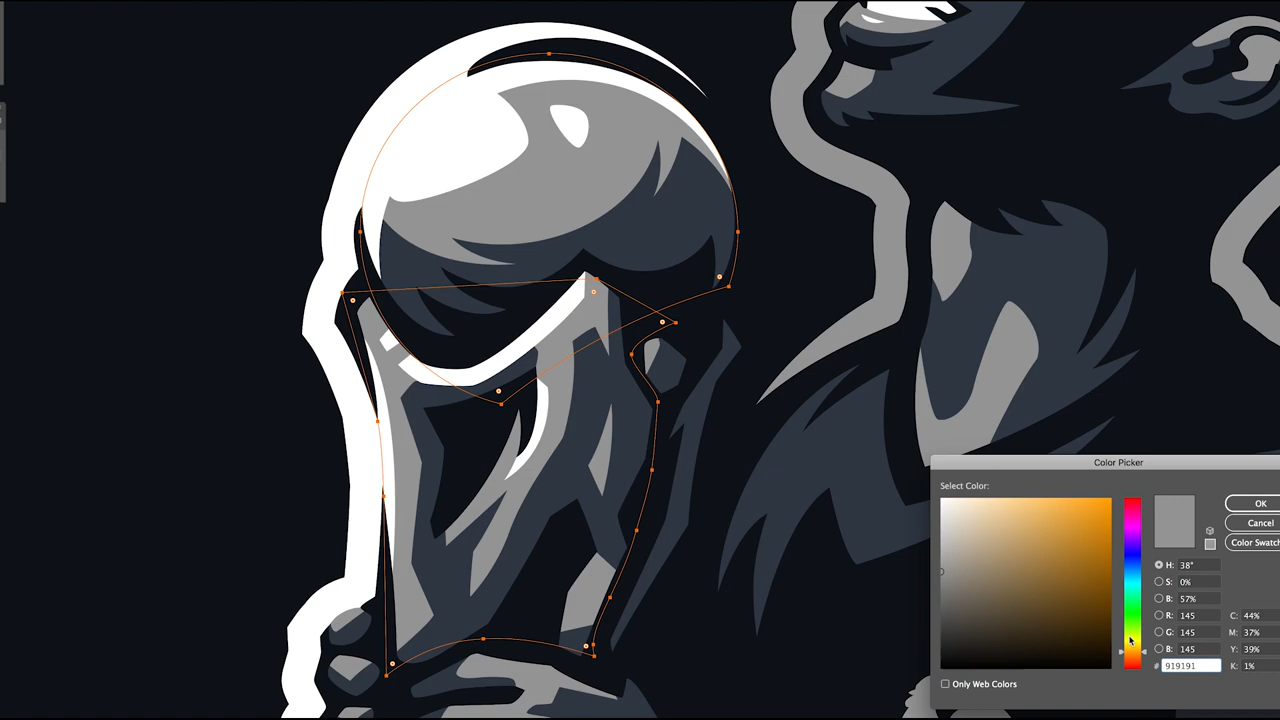 Color Picker
Select Color:
OK
Cancel
Color Swatch
H: 38°
S: 0%
B: 57%
R: 145 C: 44%
G: 145 M: 37%
B: 145 Y: 39%
# 919191 K: 1%
Only Web Colors